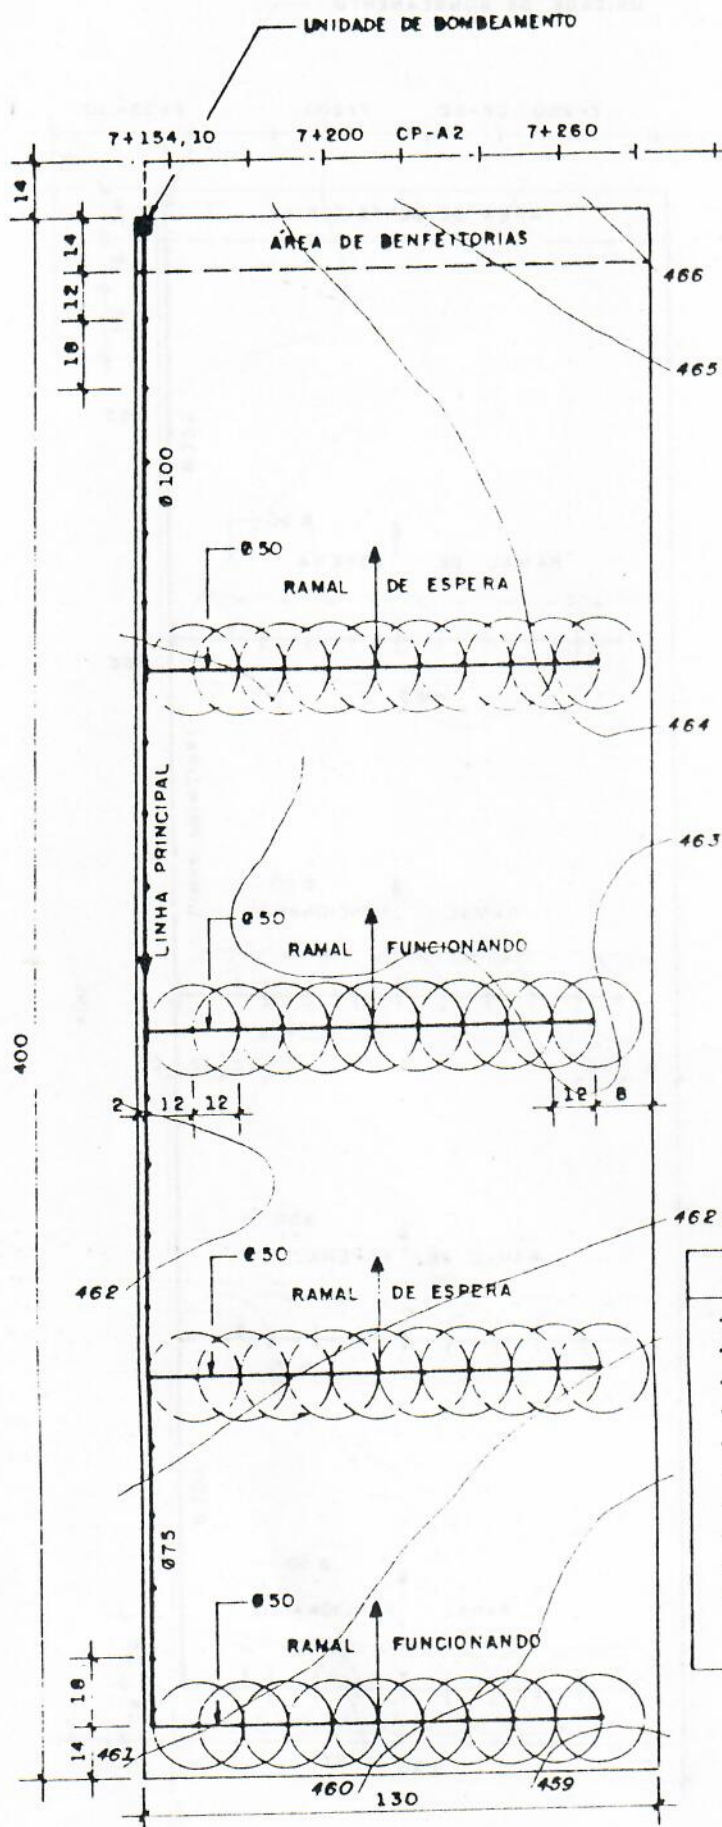 UNIDADE DE BOMBEAMENTO
7+154,10 7+200 CP-A2 7+260
14
14
ÁREA DE BENFEITORIAS
12
18
466
465
Ø100
Ø50
RAMAL DE ESPERA
464
463
LINHA PRINCIPAL
Ø50
RAMAL FUNCIONANDO
400
2 12 12 12 8
462
Ø50
RAMAL DE ESPERA
462
Ø75
Ø50
RAMAL FUNCIONANDO
18
14
461
460
459
130